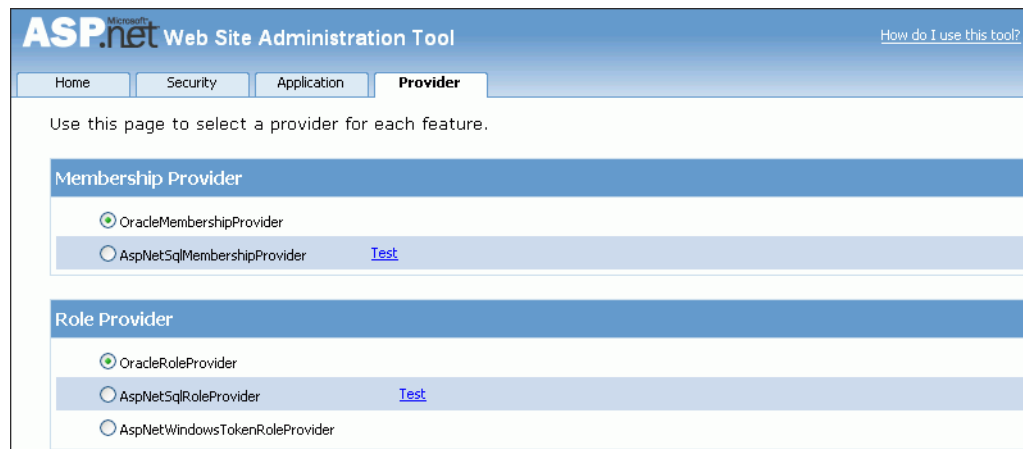 Microsoft
ASP.net Web Site Administration Tool
How do I use this tool?
Home Security Application Provider
Use this page to select a provider for each feature.
Membership Provider
OracleMembershipProvider
AspNetSqlMembershipProvider Test
Role Provider
OracleRoleProvider
AspNetSqlRoleProvider Test
AspNetWindowsTokenRoleProvider